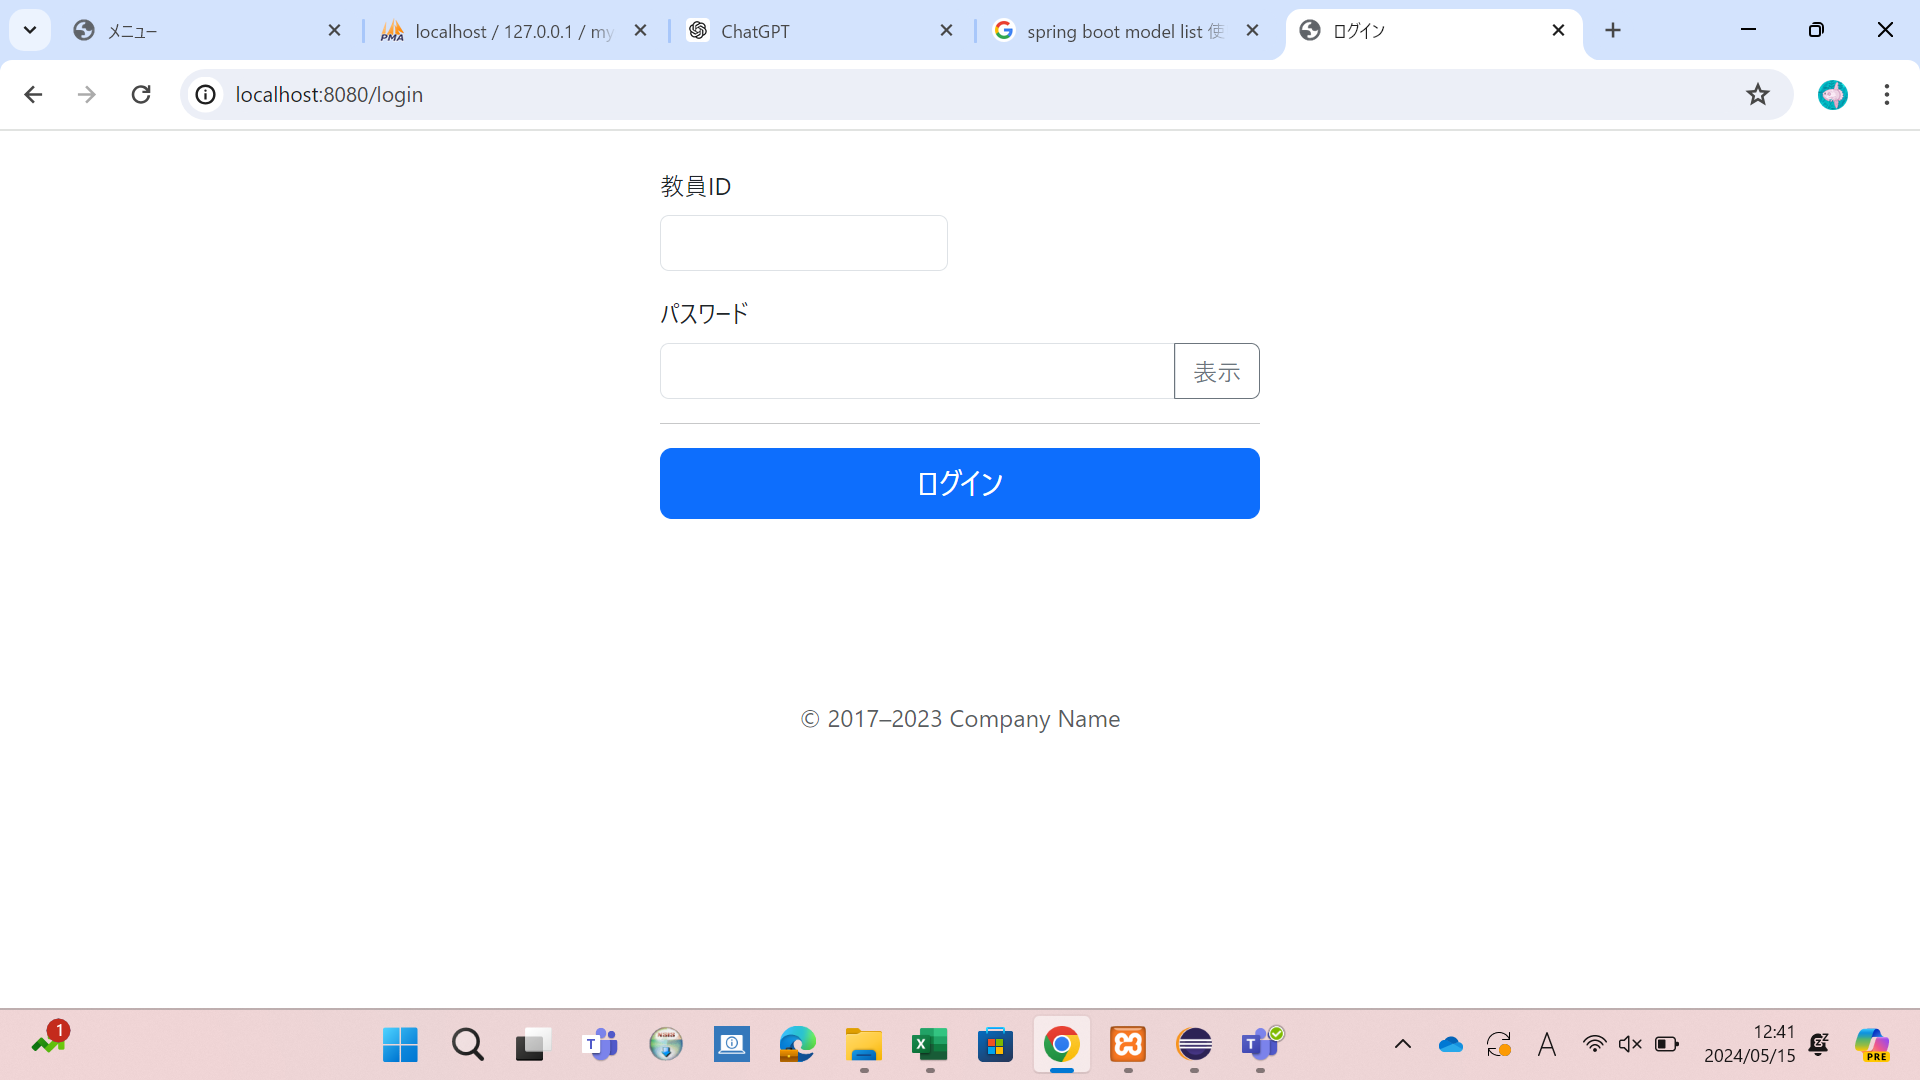 メニュー
localhost / 127.0.0.1 / my
ChatGPT
spring boot model list 使
ログイン
localhost:8080/login
教員ID
パスワード
表示
ログイン
© 2017–2023 Company Name
1
12:41
2024/05/15
A
PRE
PMA
T
X
T